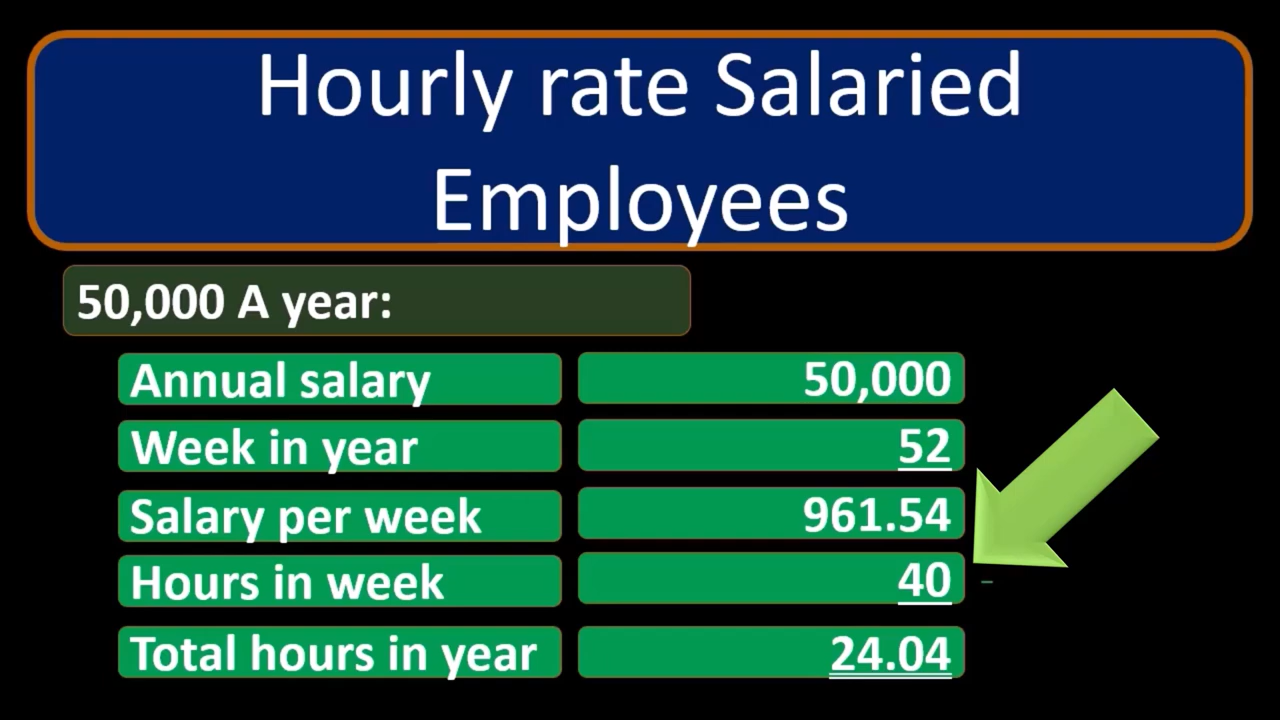 Hourly rate Salaried
Employees
50,000 A year:
Annual salary 50,000
Week in year 52
Salary per week 961.54
Hours in week 40
Total hours in year 24.04